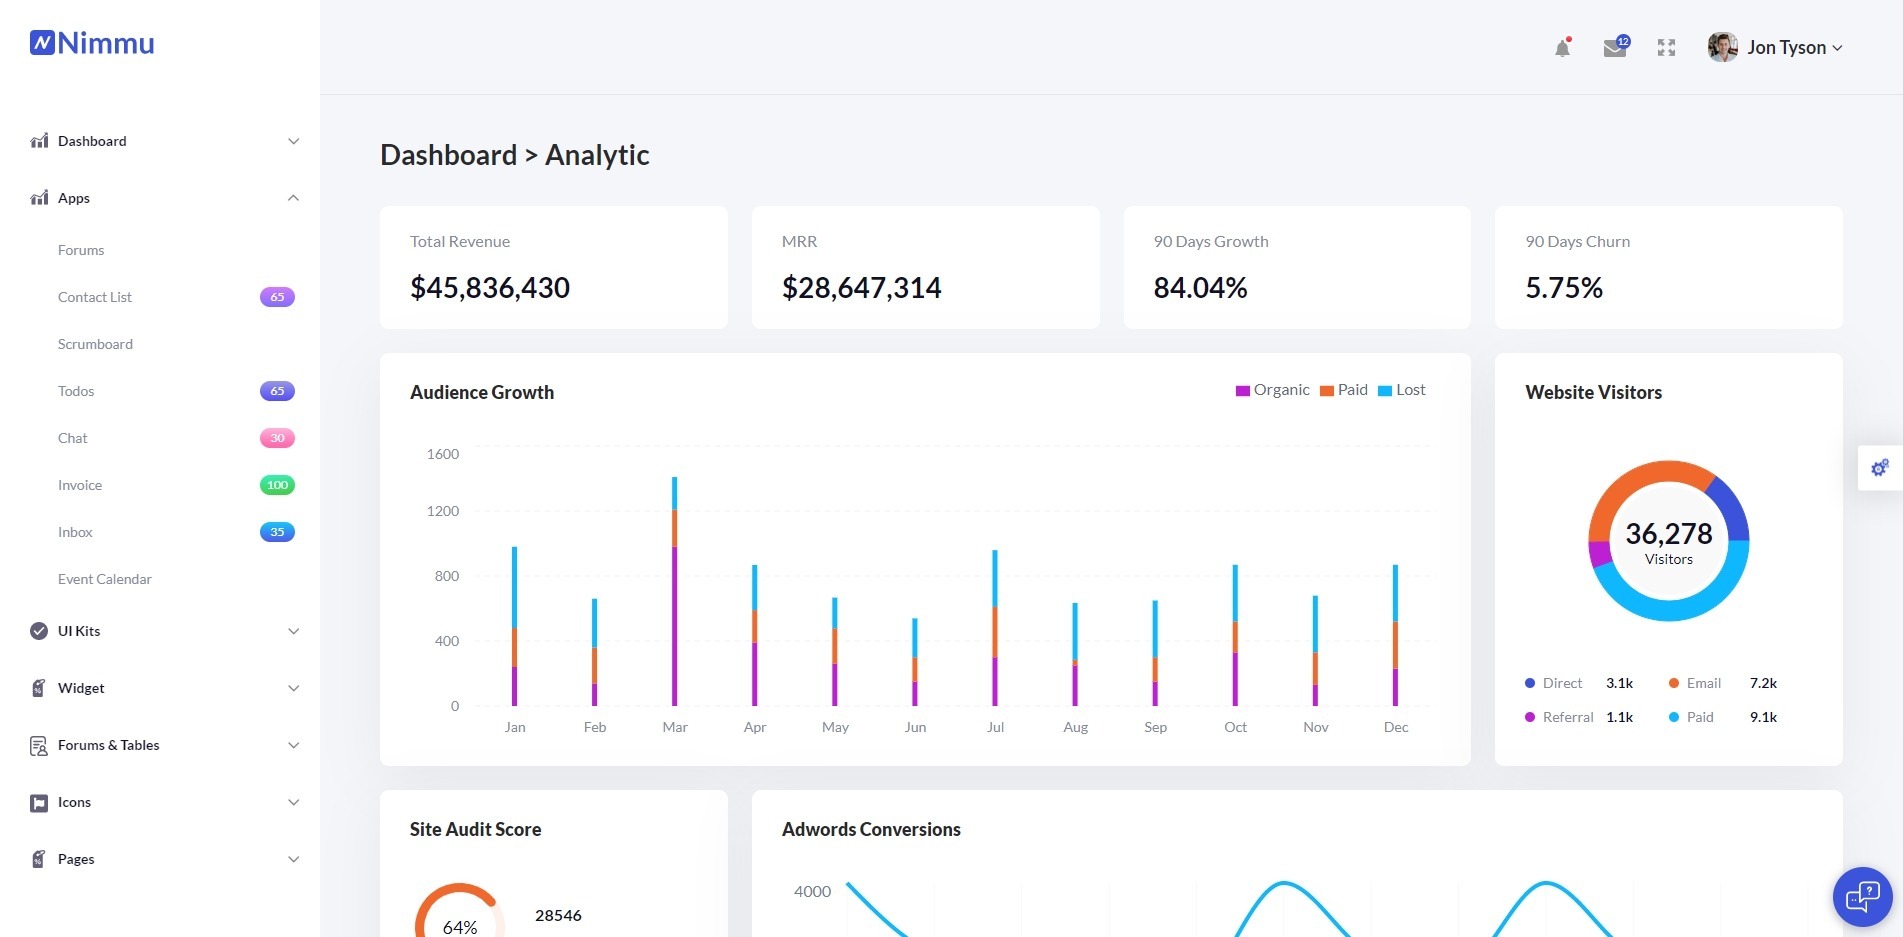 Nimmu
12
Jon Tyson
Dashboard
Apps
Forums
Contact List 65
Scrumboard
Todos 65
Chat 30
Invoice 100
Inbox 35
Event Calendar
UI Kits
Widget
Forums & Tables
Icons
Pages
Dashboard > Analytic
Total Revenue
$45,836,430
MRR
$28,647,314
90 Days Growth
84.04%
90 Days Churn
5.75%
Audience Growth
Organic Paid Lost
1600
1200
800
400
0
Jan Feb Mar Apr May Jun Jul Aug Sep Oct Nov Dec
Website Visitors
36,278
Visitors
Direct 3.1k Email 7.2k
Referral 1.1k Paid 9.1k
Site Audit Score
64%
28546
Adwords Conversions
4000